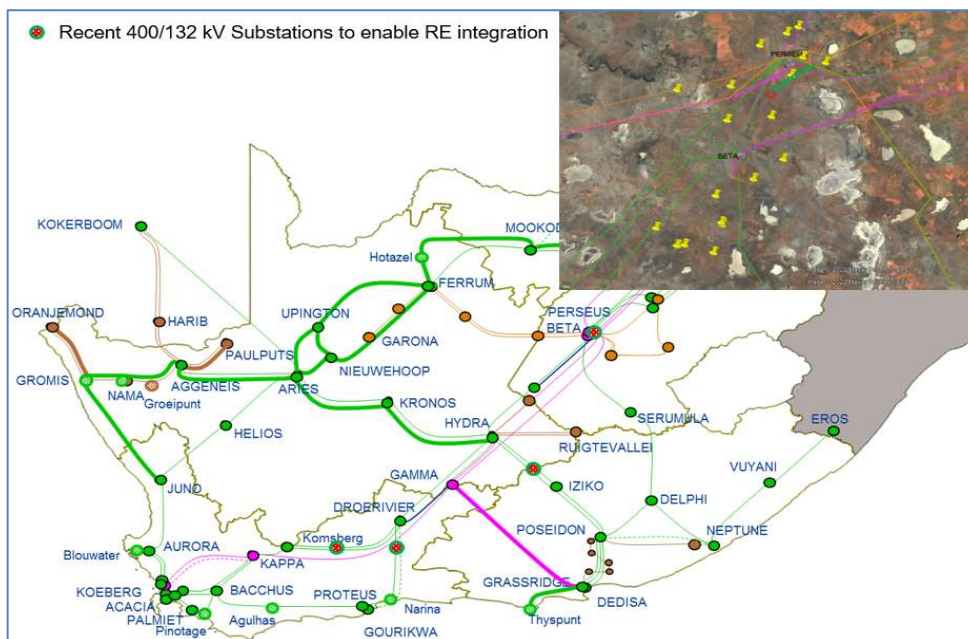 Recent 400/132 kV Substations to enable RE integration
PERSEUS
BETA
KOKERBOOM
MOOKOD
Hotazel
FERRUM
ORANJEMOND
HARIB
UPINGTON
PERSEUS
BETA
PAULPUTS
GARONA
GROMIS
NAMA
AGGENEIS
NIEUWEHOOP
Groeipunt
ARIES
KRONOS
HELIOS
HYDRA
SERUMULA
EROS
RUIGTEVALLEI
JUNO
GAMMA
VUYANI
IZIKO
DROERIVIER
DELPHI
Komsberg
POSEIDON
NEPTUNE
Blouwater
AURORA
KAPPA
GRASSRIDGE
KOEBERG
BACCHUS
PROTEUS
Narina
DEDISA
ACACIA
PALMIET
Agulhas
Thyspunt
Pinotage
GOURIKWA